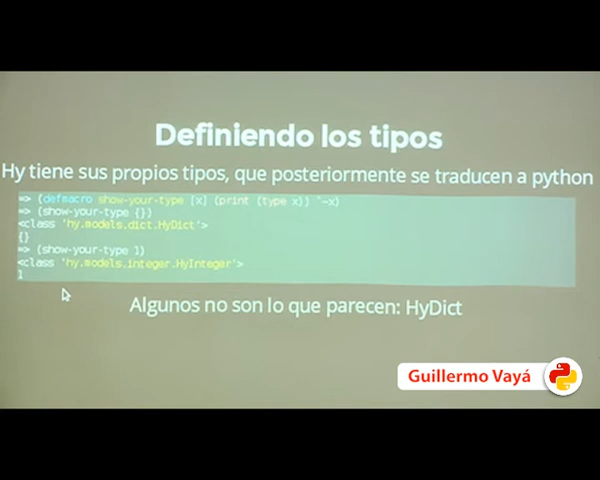 Definiendo los tipos
Hy tiene sus propios tipos, que posteriormente se traducen a python
=> (defmacro show-your-type [x] (print (type x)) `~x)
=> (show-your-type {})
<class 'hy.models.dict.HyDict'>
{}
=> (show-your-type 1)
<class 'hy.models.integer.HyInteger'>
1
Algunos no son lo que parecen: HyDict
Guillermo Vayá